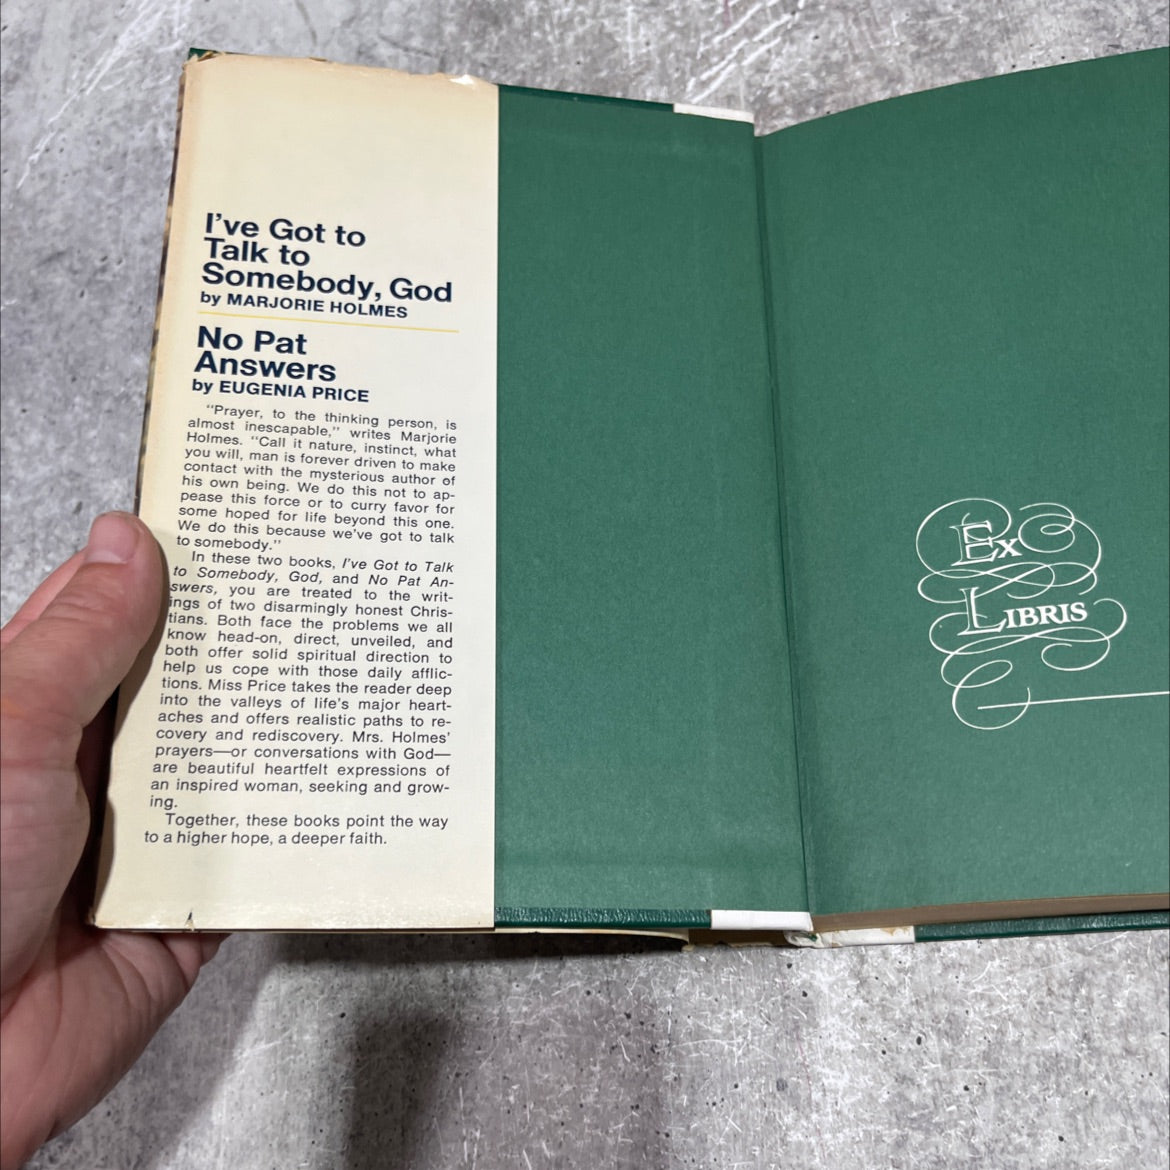 I've Got to
Talk to
Somebody, God
by MARJORIE HOLMES
No Pat
Answers
by EUGENIA PRICE
"Prayer, to the thinking person, is
almost inescapable," writes Marjorie
Holmes. "Call it nature, instinct, what
you will, man is forever driven to make
contact with the mysterious author of
his own being. We do this not to ap-
pease this force or to curry favor for
some hoped for life beyond this one.
We do this because we've got to talk
to somebody."
In these two books, I've Got to Talk
to Somebody, God, and No Pat An-
swers, you are treated to the writ-
ings of two disarmingly honest Chris-
tians. Both face the problems we all
know head-on, direct, unveiled, and
both offer solid spiritual direction to
help us cope with those daily afflic-
tions. Miss Price takes the reader deep
into the valleys of life's major heart-
aches and offers realistic paths to re-
covery and rediscovery. Mrs. Holmes'
prayers—or conversations with God—
are beautiful heartfelt expressions of
an inspired woman, seeking and grow-
ing.
Together, these books point the way
to a higher hope, a deeper faith.
Ex
Libris